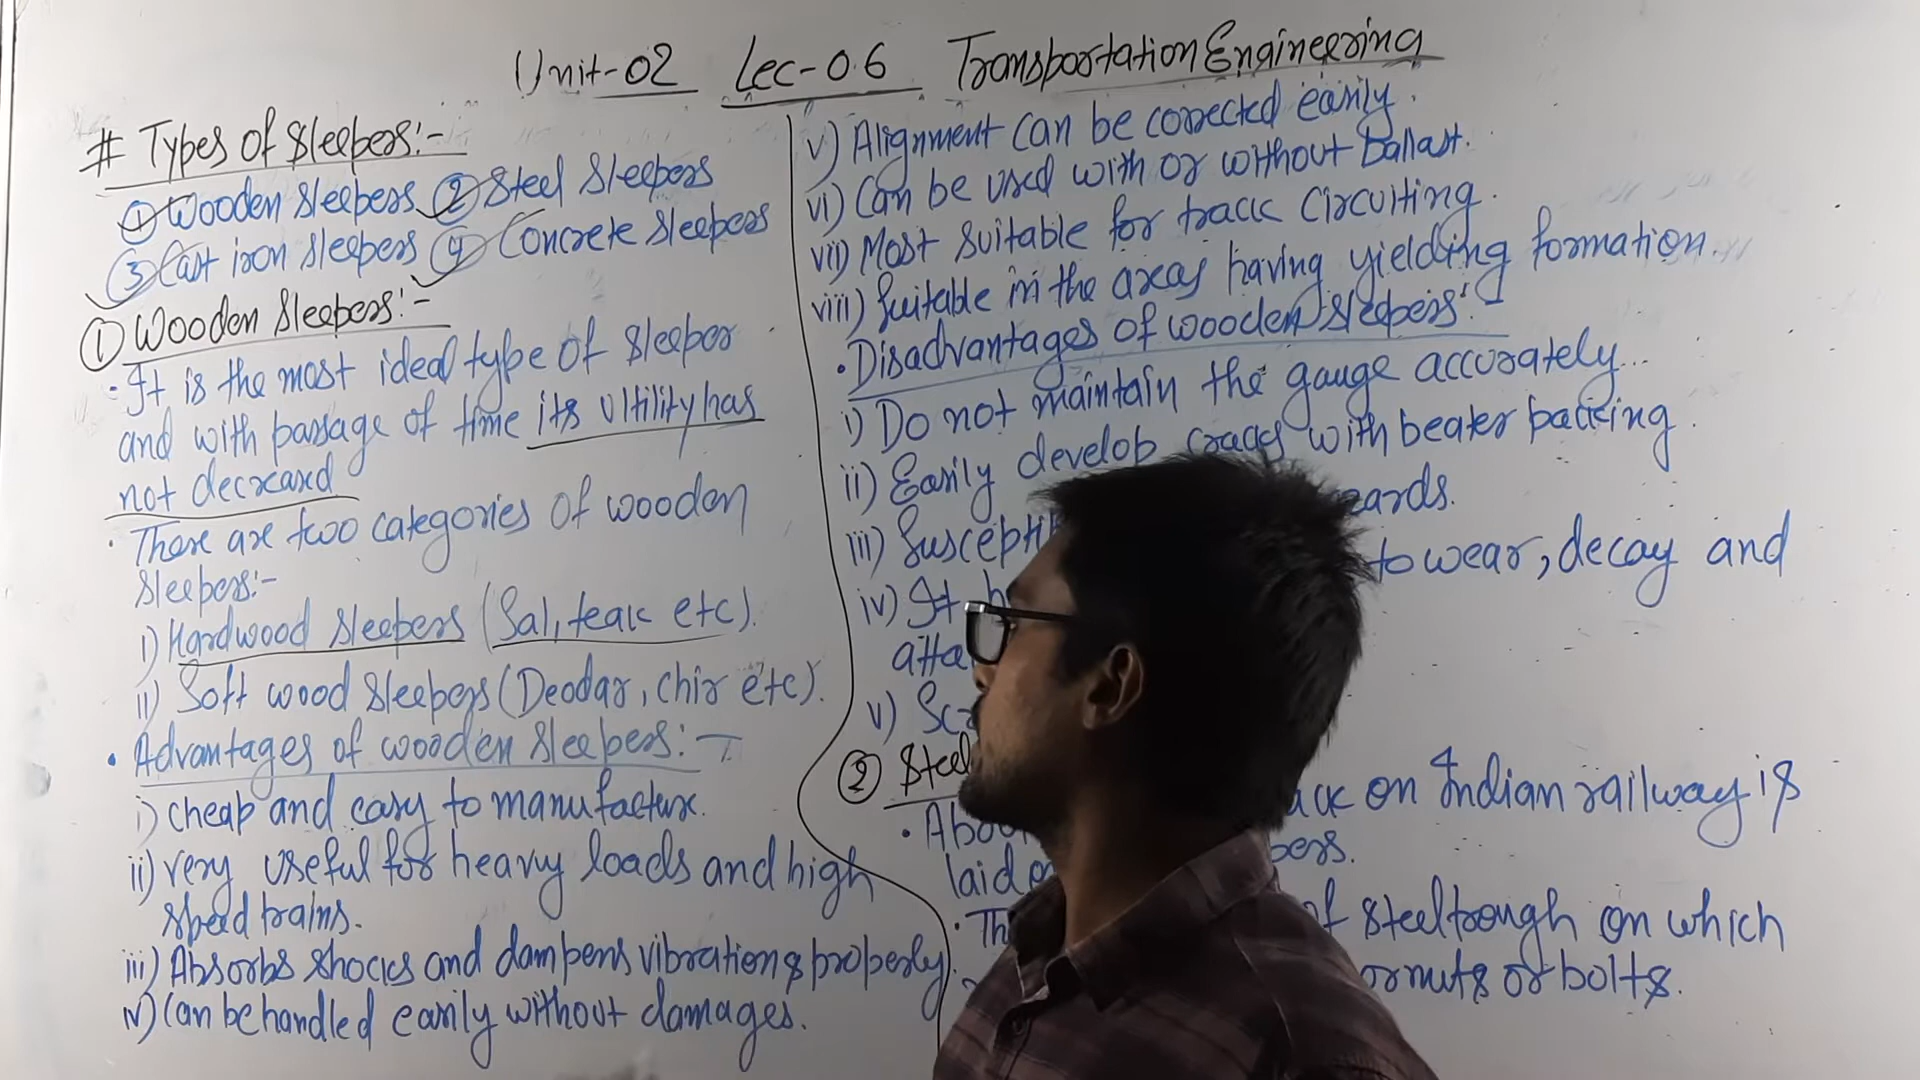 Unit-02 Lec-06 Transportation Engineering
# Types of Sleepers:-
① Wooden Sleepers ② Steel Sleepers
③ Cast iron sleepers ④ Concrete Sleepers
① Wooden Sleepers:-
• It is the most ideal type of sleeper
and with passage of time its utility has
not decreased
• There are two categories of wooden
Sleepers:-
i) Hardwood sleepers (Sal, teak etc).
ii) Soft wood sleepers (Deodar, chir etc).
• Advantages of wooden sleepers:-
i) cheap and easy to manufacture.
ii) very useful for heavy loads and high
speed trains.
iii) Absorbs shocks and dampens vibrations properly.
iv) Can be handled easily without damages.
v) Alignment can be corrected easily.
vi) Can be used with or without ballast.
vii) Most suitable for track circuiting.
viii) Suitable in the areas having yielding formation.
• Disadvantages of wooden sleepers:-
i) Do not maintain the gauge accurately...
ii) Easily develop cracks with beater packing.
iii)
iv) It to wear, decay and
v)
② Steel
• on Indian railway is
laid
• of steel trough on which
or nuts or bolts.